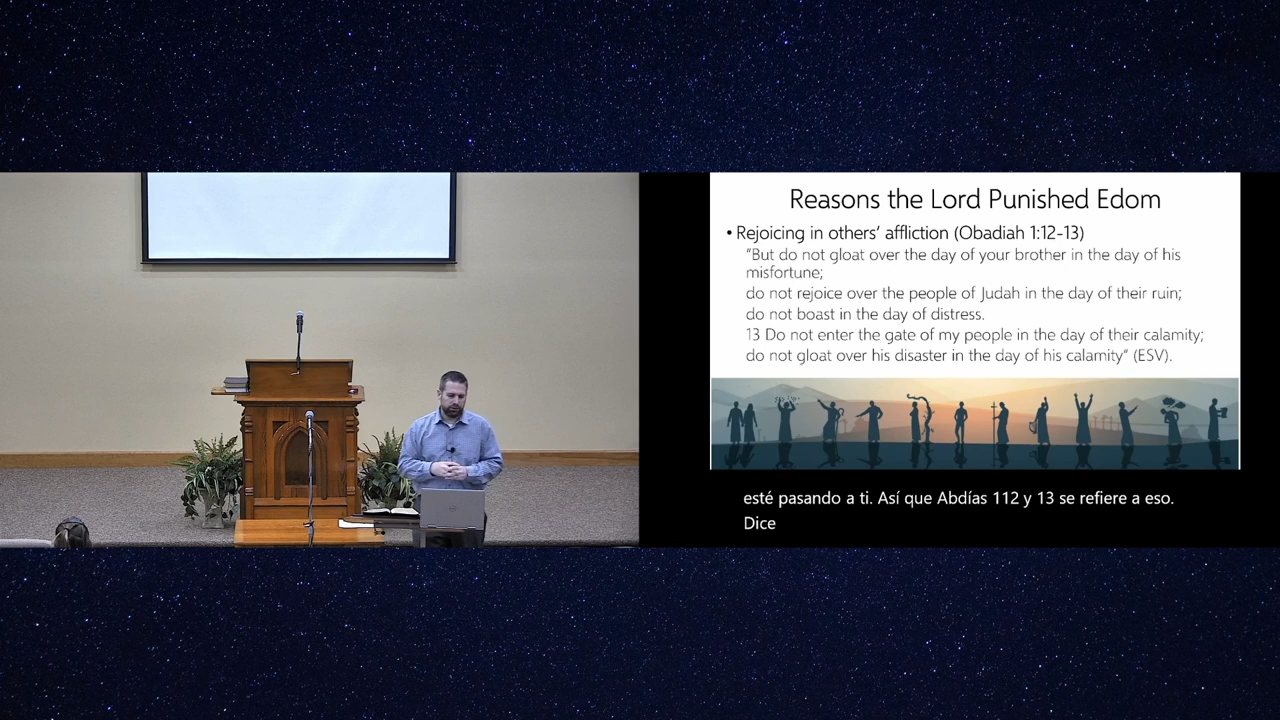 Reasons the Lord Punished Edom
• Rejoicing in others’ affliction (Obadiah 1:12-13)
“But do not gloat over the day of your brother in the day of his
misfortune;
do not rejoice over the people of Judah in the day of their ruin;
do not boast in the day of distress.
13 Do not enter the gate of my people in the day of their calamity;
do not gloat over his disaster in the day of his calamity” (ESV).
esté pasando a ti. Así que Abdías 112 y 13 se refiere a eso.
Dice